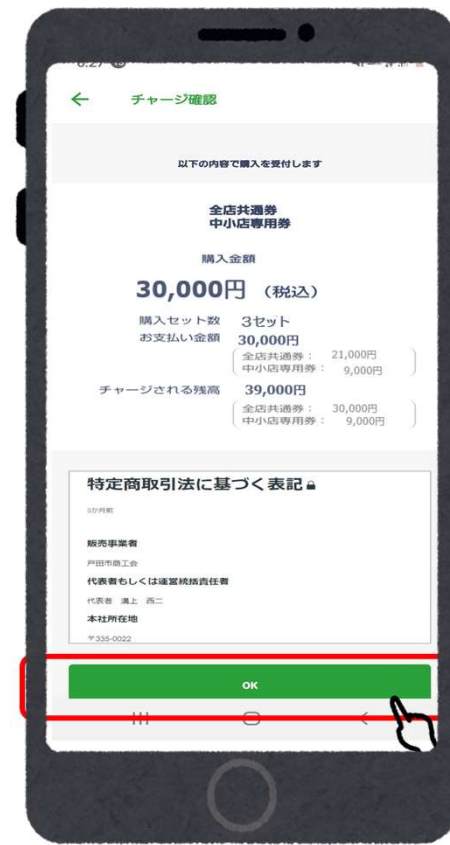 チャージ確認
以下の内容で購入を受付します
全店共通券
中小店専用券
購入金額
30,000円 (税込)
購入セット数 3セット
お支払い金額 30,000円
全店共通券: 21,000円
中小店専用券: 9,000円
チャージされる残高 39,000円
全店共通券: 30,000円
中小店専用券: 9,000円
特定商取引法に基づく表記
3か月前
販売事業者
戸田市商工会
代表者もしくは運営統括責任者
代表者 溝上 西二
本社所在地
〒335-0022
OK